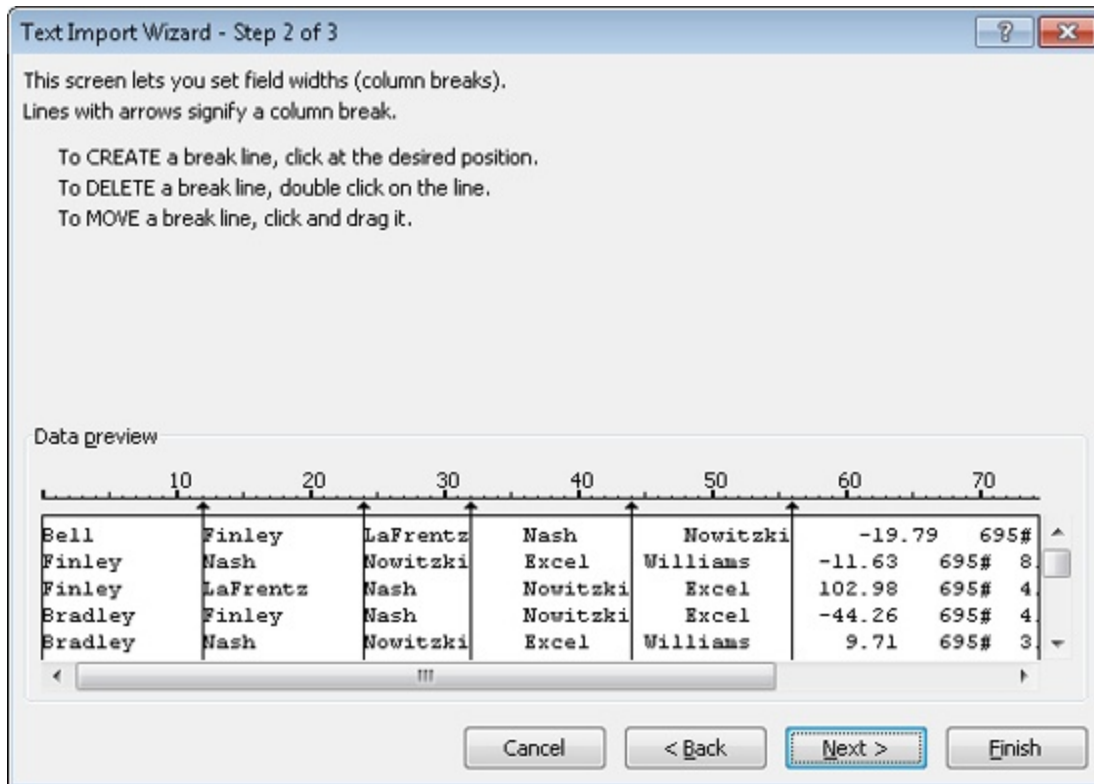 Text Import Wizard - Step 2 of 3
This screen lets you set field widths (column breaks).
Lines with arrows signify a column break.
To CREATE a break line, click at the desired position.
To DELETE a break line, double click on the line.
To MOVE a break line, click and drag it.
Data preview
10 20 30 40 50 60 70
Bell Finley LaFrentz Nash Nowitzki -19.79 695#
Finley Nash Nowitzki Excel Williams -11.63 695# 8.
Finley LaFrentz Nash Nowitzki Excel 102.98 695# 4.
Bradley Finley Nash Nowitzki Excel -44.26 695# 4.
Bradley Nash Nowitzki Excel Williams 9.71 695# 3.
Cancel < Back Next > Finish